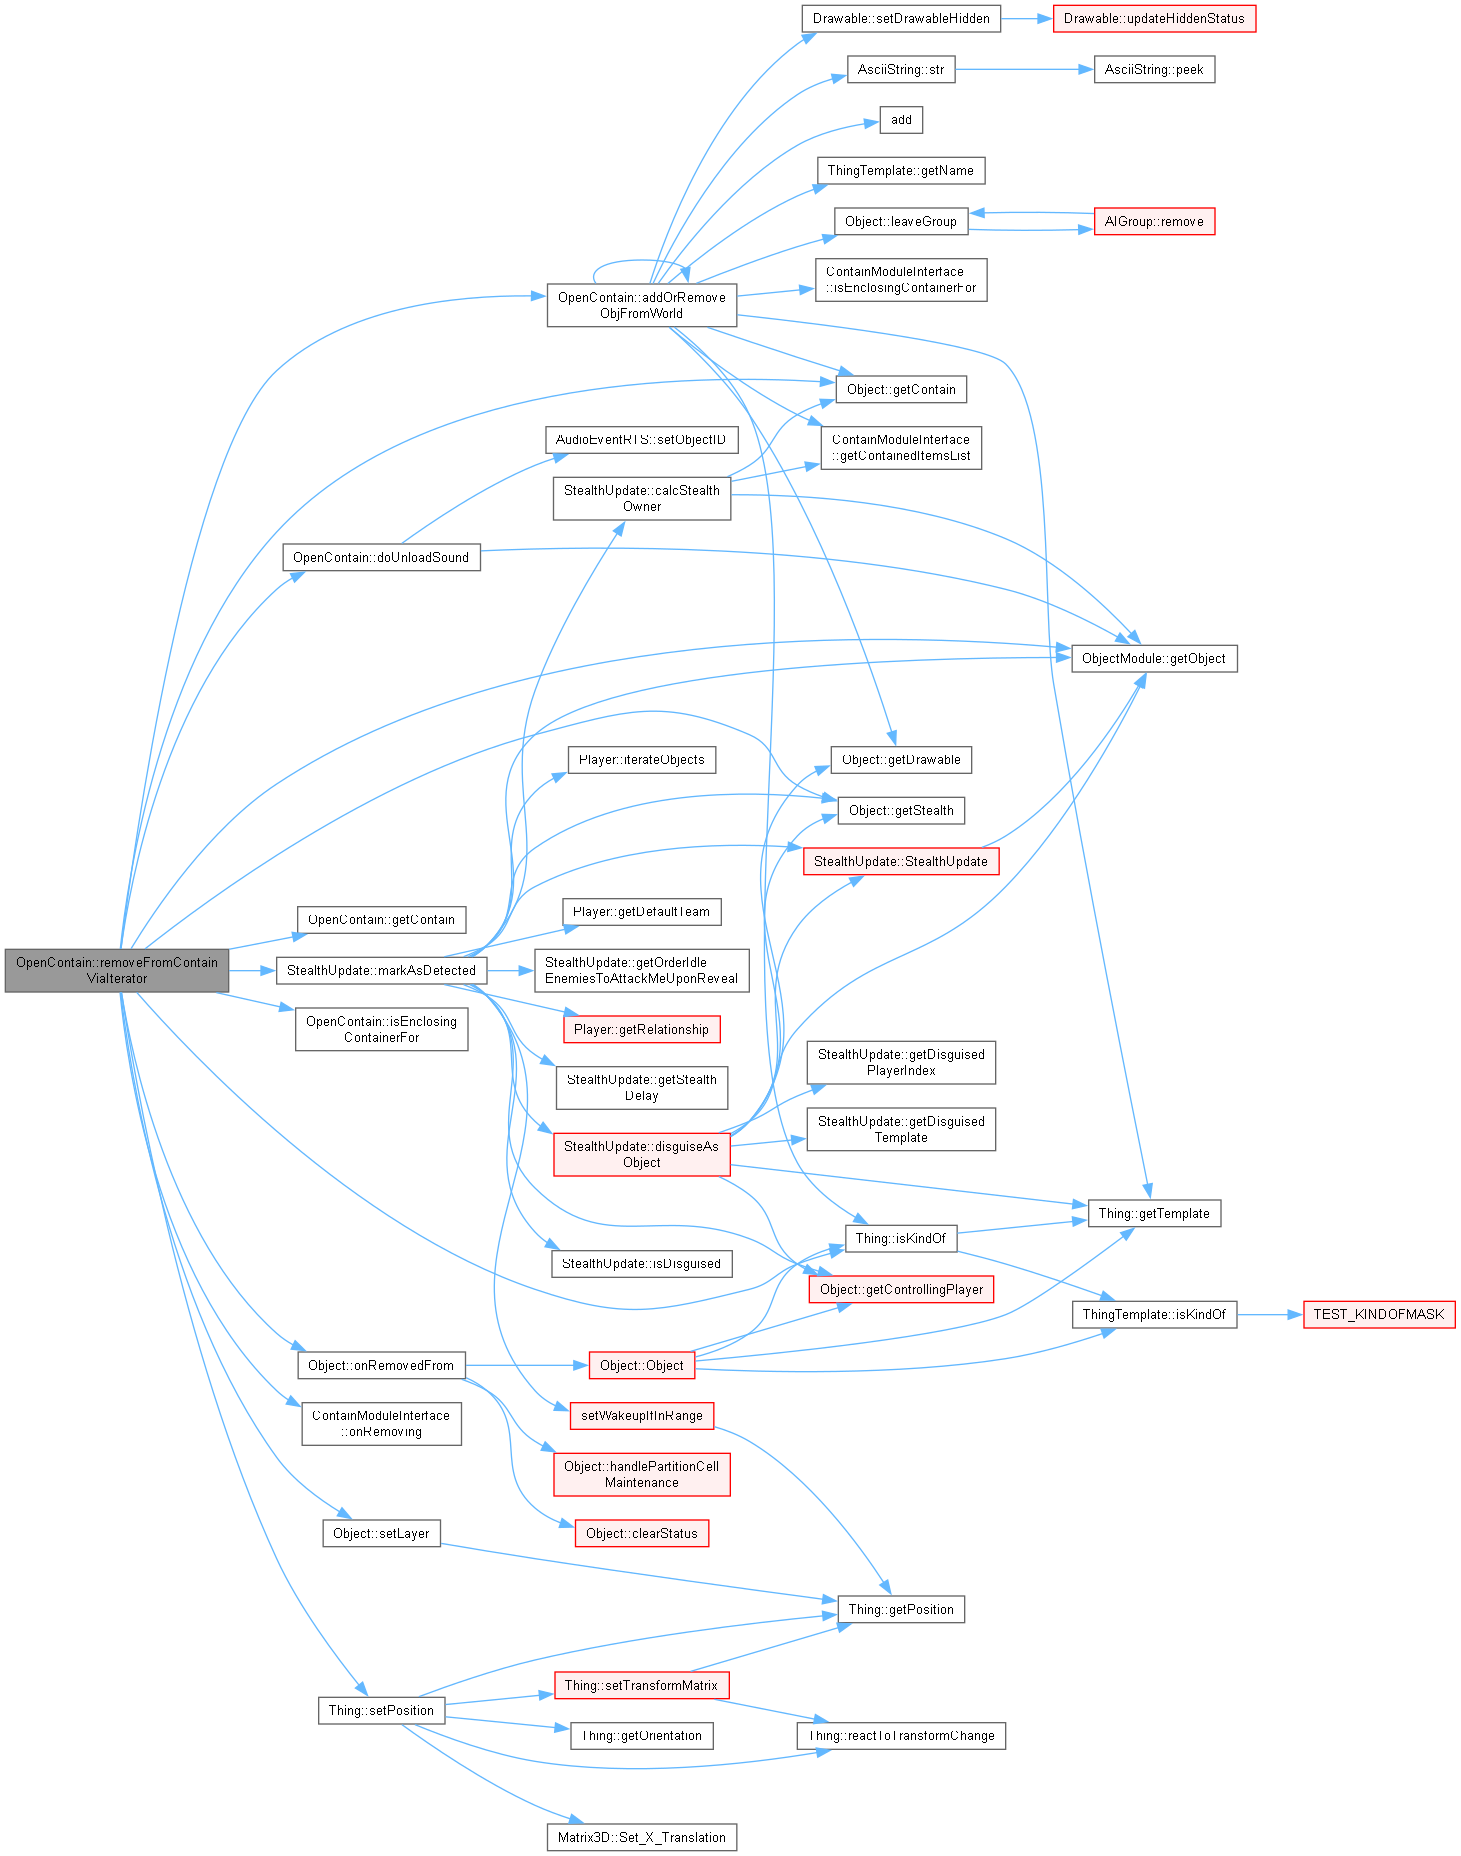 Drawable::setDrawableHidden
Drawable::updateHiddenStatus
AsciiString::str
AsciiString::peek
add
ThingTemplate::getName
Object::leaveGroup
AIGroup::remove
ContainModuleInterface
::isEnclosingContainerFor
OpenContain::addOrRemove
ObjFromWorld
Object::getContain
AudioEventRTS::setObjectID
ContainModuleInterface
::getContainedItemsList
StealthUpdate::calcStealth
Owner
OpenContain::doUnloadSound
ObjectModule::getObject
Player::iterateObjects
Object::getDrawable
Object::getStealth
StealthUpdate::StealthUpdate
OpenContain::getContain
Player::getDefaultTeam
OpenContain::removeFromContain
ViaIterator
StealthUpdate::markAsDetected
StealthUpdate::getOrderIdle
EnemiesToAttackMeUponReveal
OpenContain::isEnclosing
ContainerFor
Player::getRelationship
StealthUpdate::getDisguised
PlayerIndex
StealthUpdate::getStealth
Delay
StealthUpdate::disguiseAs
Object
StealthUpdate::getDisguised
Template
Thing::getTemplate
Thing::isKindOf
StealthUpdate::isDisguised
Object::getControllingPlayer
ThingTemplate::isKindOf
TEST_KINDOFMASK
Object::onRemovedFrom
Object::Object
ContainModuleInterface
::onRemoving
setWakeupIfInRange
Object::handlePartitionCell
Maintenance
Object::setLayer
Object::clearStatus
Thing::getPosition
Thing::setTransformMatrix
Thing::setPosition
Thing::getOrientation
Thing::reactToTransformChange
Matrix3D::Set_X_Translation